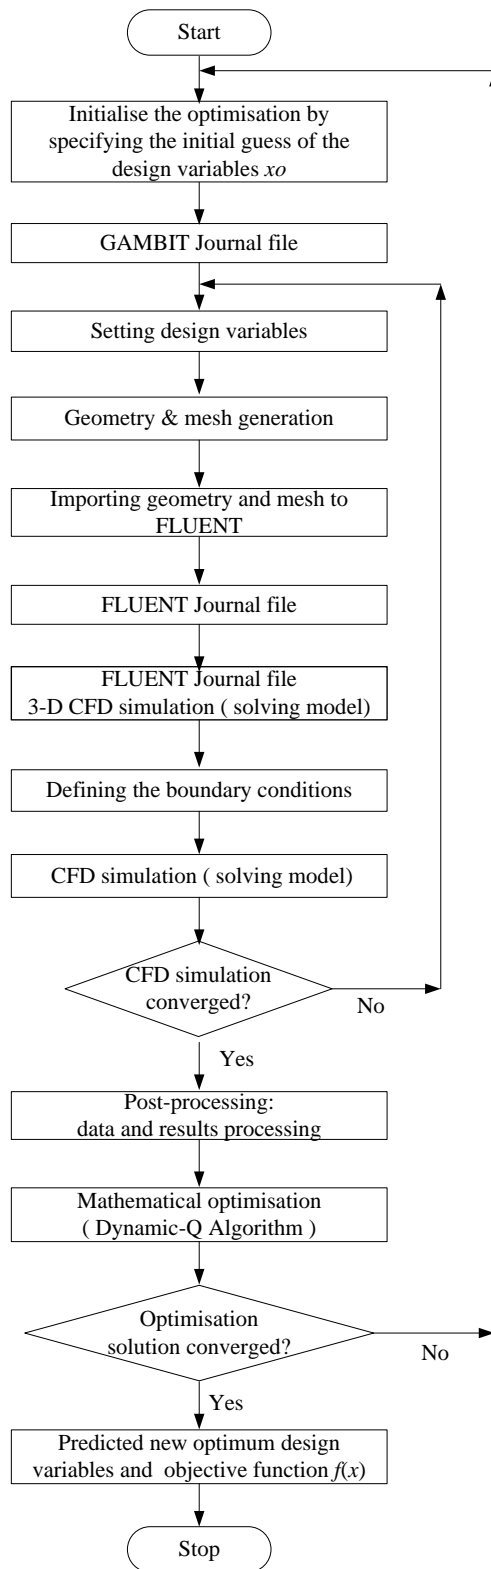 Start
Initialise the optimisation by
specifying the initial guess of the
design variables xo
GAMBIT Journal file
Setting design variables
Geometry & mesh generation
Importing geometry and mesh to
FLUENT
FLUENT Journal file
FLUENT Journal file
3-D CFD simulation ( solving model)
Defining the boundary conditions
CFD simulation ( solving model)
CFD simulation
converged?
No
Yes
Post-processing:
data and results processing
Mathematical optimisation
( Dynamic-Q Algorithm )
Optimisation
solution converged?
No
Yes
Predicted new optimum design
variables and objective function f(x)
Stop